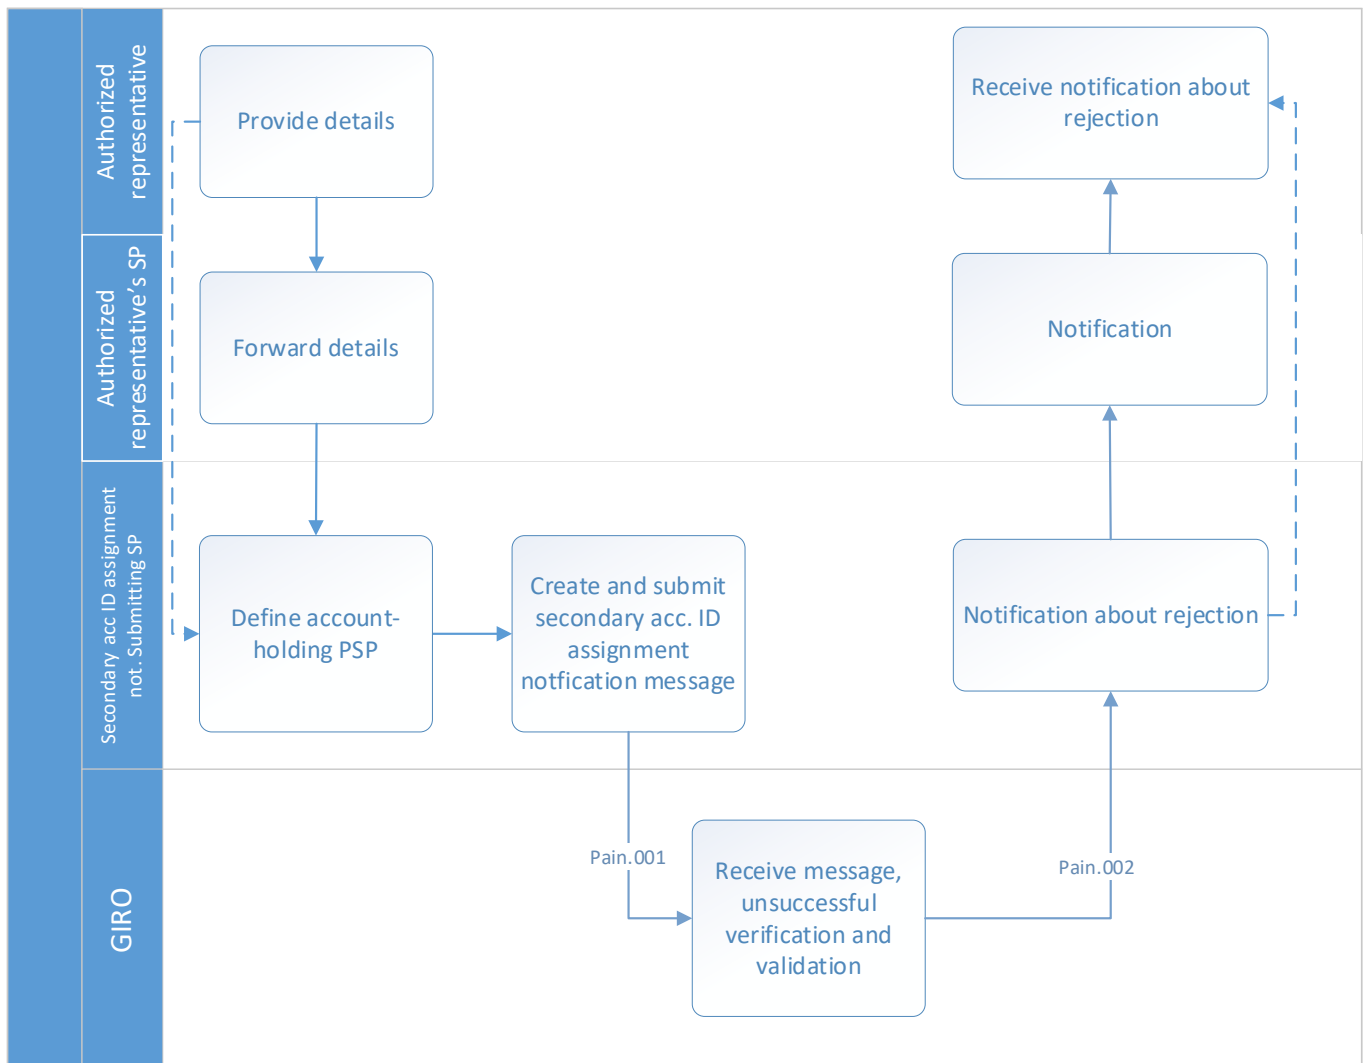 Authorized
representative
Provide details
Receive notification about
rejection
Authorized
representative's SP
Forward details
Notification
Secondary acc ID assignment
not. Submitting SP
Define account-
holding PSP
Create and submit
secondary acc. ID
assignment
notfication message
Notification about rejection
GIRO
Pain.001
Receive message,
unsuccessful
verification and
validation
Pain.002